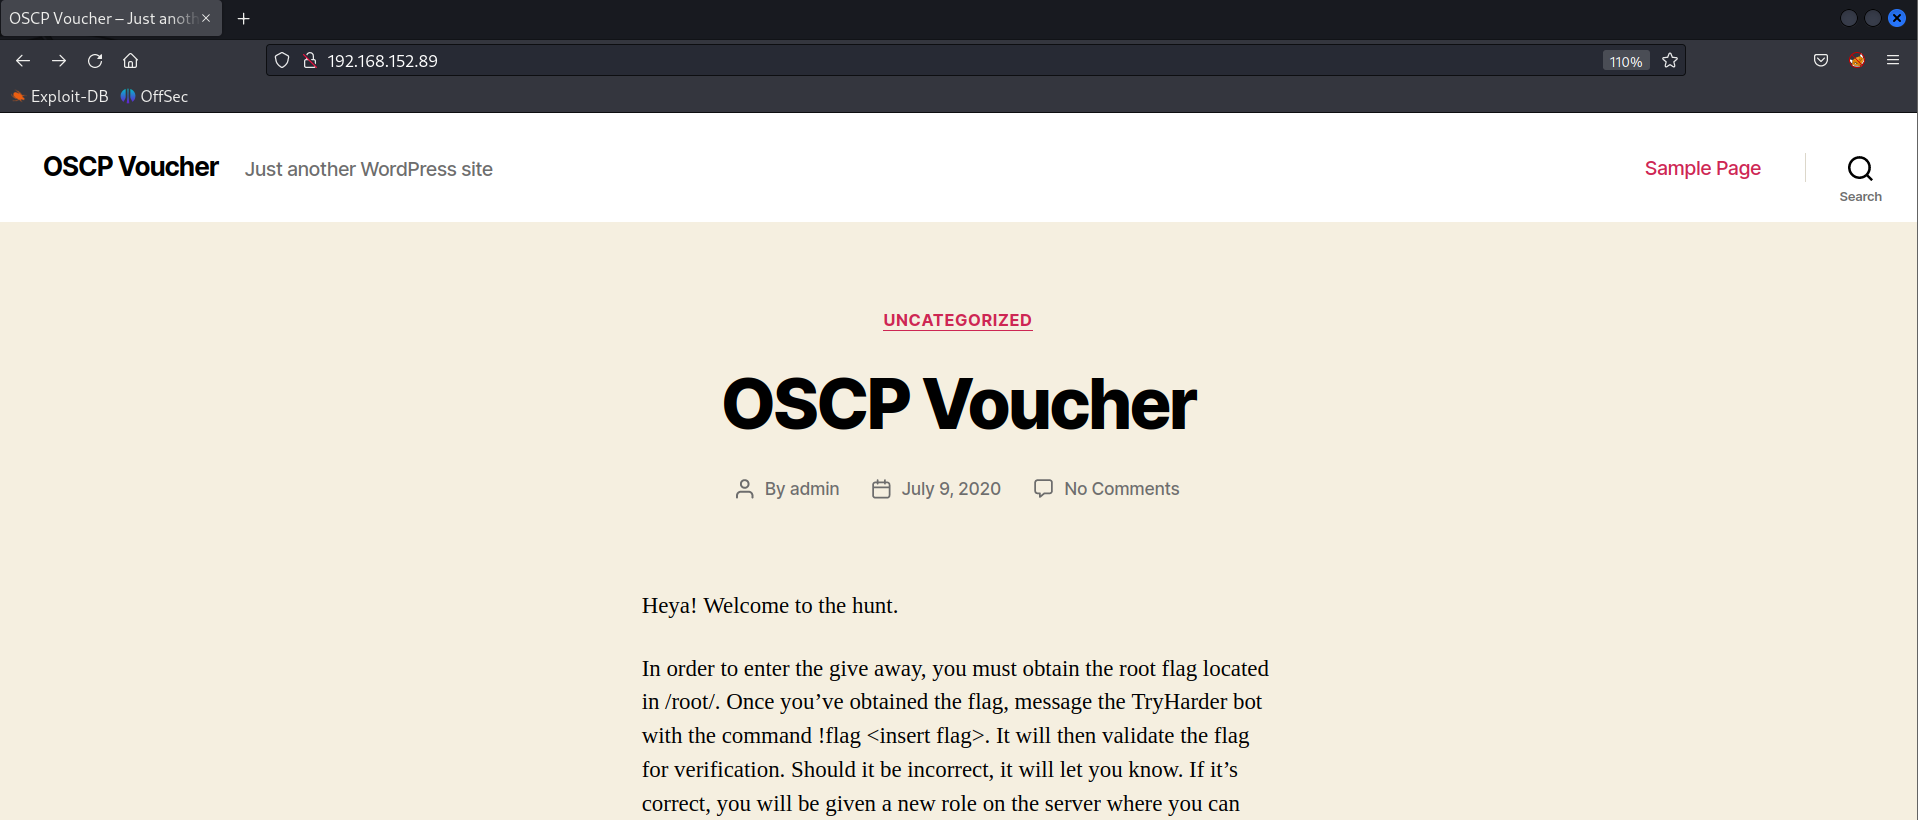 OSCP Voucher – Just anoth
192.168.152.89
110%
Exploit-DB
OffSec
OSCP Voucher
Just another WordPress site
Sample Page
Search
UNCATEGORIZED
OSCP Voucher
By admin
July 9, 2020
No Comments
Heya! Welcome to the hunt.
In order to enter the give away, you must obtain the root flag located
in /root/. Once you’ve obtained the flag, message the TryHarder bot
with the command !flag <insert flag>. It will then validate the flag
for verification. Should it be incorrect, it will let you know. If it’s
correct, you will be given a new role on the server where you can